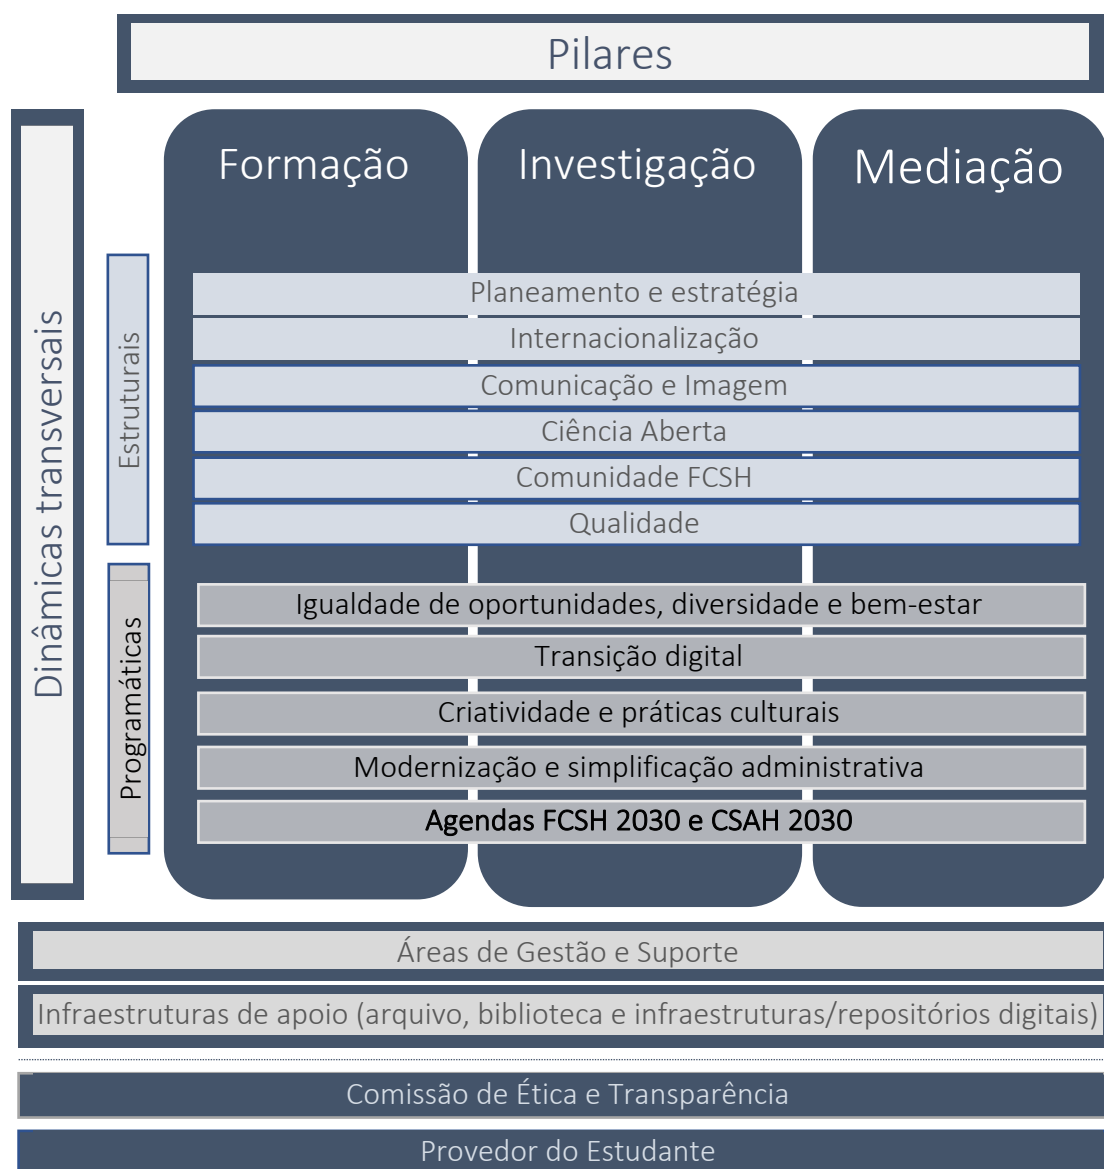 Pilares
Formação
Investigação
Mediação
Dinâmicas transversais
Estruturais
Planeamento e estratégia
Internacionalização
Comunicação e Imagem
Ciência Aberta
Comunidade FCSH
Qualidade
Programáticas
Igualdade de oportunidades, diversidade e bem-estar
Transição digital
Criatividade e práticas culturais
Modernização e simplificação administrativa
Agendas FCSH 2030 e CSAH 2030
Áreas de Gestão e Suporte
Infraestruturas de apoio (arquivo, biblioteca e infraestruturas/repositórios digitais)
Comissão de Ética e Transparência
Provedor do Estudante